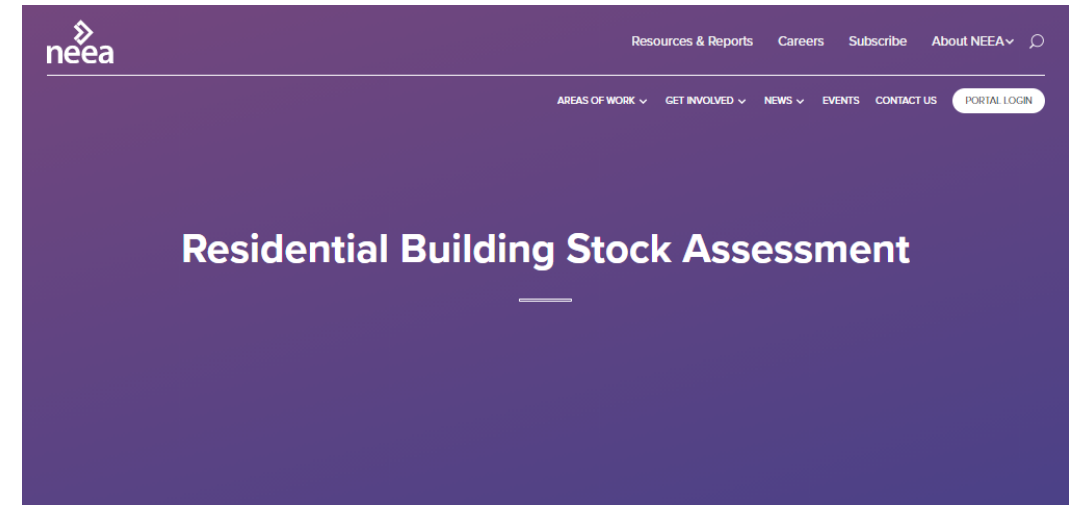 neea
Resources & Reports Careers Subscribe About NEEA
AREAS OF WORK GET INVOLVED NEWS EVENTS CONTACT US PORTAL LOGIN
Residential Building Stock Assessment